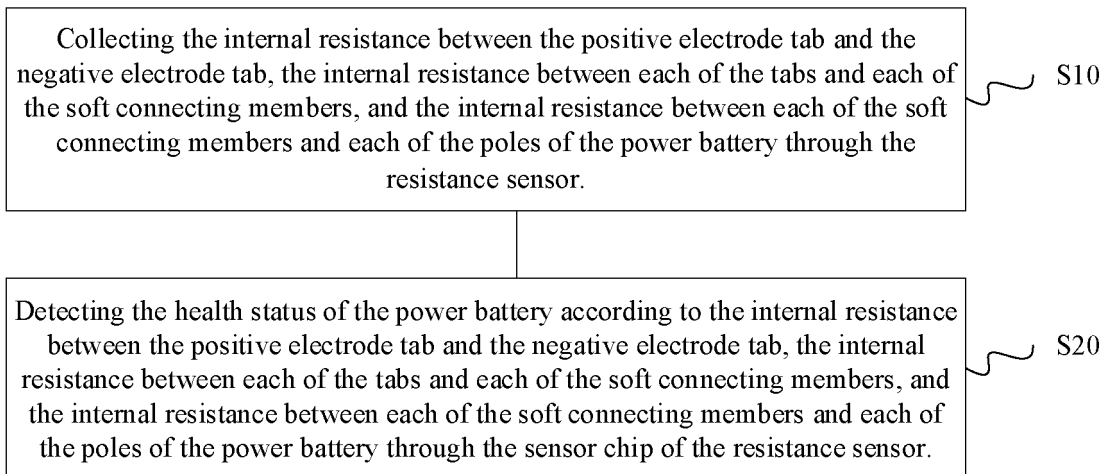 Collecting the internal resistance between the positive electrode tab and the
negative electrode tab, the internal resistance between each of the tabs and each of
the soft connecting members, and the internal resistance between each of the soft
connecting members and each of the poles of the power battery through the
resistance sensor.
S10
Detecting the health status of the power battery according to the internal resistance
between the positive electrode tab and the negative electrode tab, the internal
resistance between each of the tabs and each of the soft connecting members, and
the internal resistance between each of the soft connecting members and each of
the poles of the power battery through the sensor chip of the resistance sensor.
S20